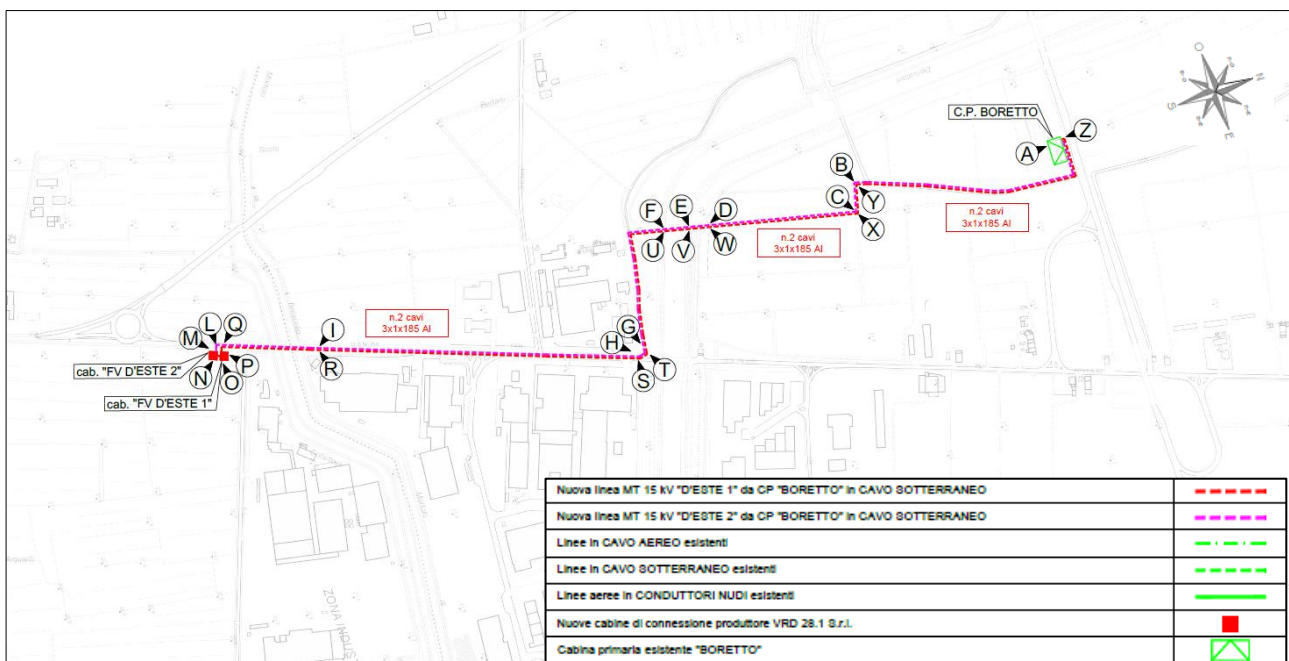 O
N
S
E
C.P. BORETTO
Z
A
B
Y
C
X
n.2 cavi
3x1x185 Al
F
E
D
U
V
W
n.2 cavi
3x1x185 Al
n.2 cavi
3x1x185 Al
G
H
T
S
I
R
L
Q
M
P
N
O
cab. "FV D'ESTE 2"
cab. "FV D'ESTE 1"
Nuova linea MT 15 kV "D'ESTE 1" da CP "BORETTO" in CAVO SOTTERRANEO
Nuova linea MT 15 kV "D'ESTE 2" da CP "BORETTO" in CAVO SOTTERRANEO
Linee in CAVO AEREO esistenti
Linee in CAVO SOTTERRANEO esistenti
Linee aeree in CONDUTTORI NUDI esistenti
Nuove cabine di connessione produttore VRD 28.1 S.r.l.
Cabina primaria esistente "BORETTO"